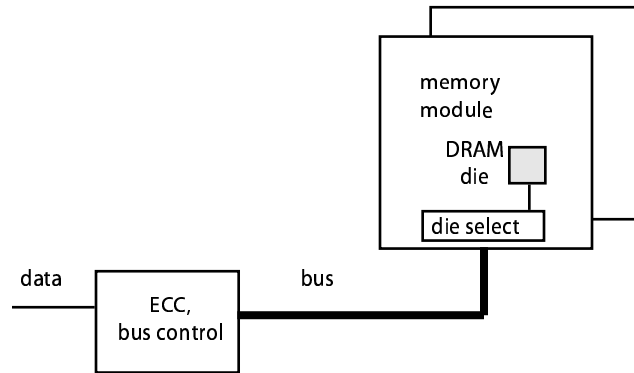 memory
module
DRAM
die
die select
data
bus
ECC,
bus control